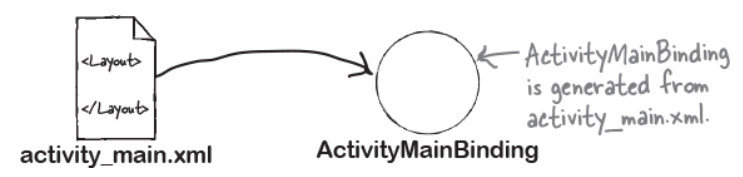 <Layout>
</Layout>
activity_main.xml
ActivityMainBinding
ActivityMainBinding
is generated from
activity_main.xml.